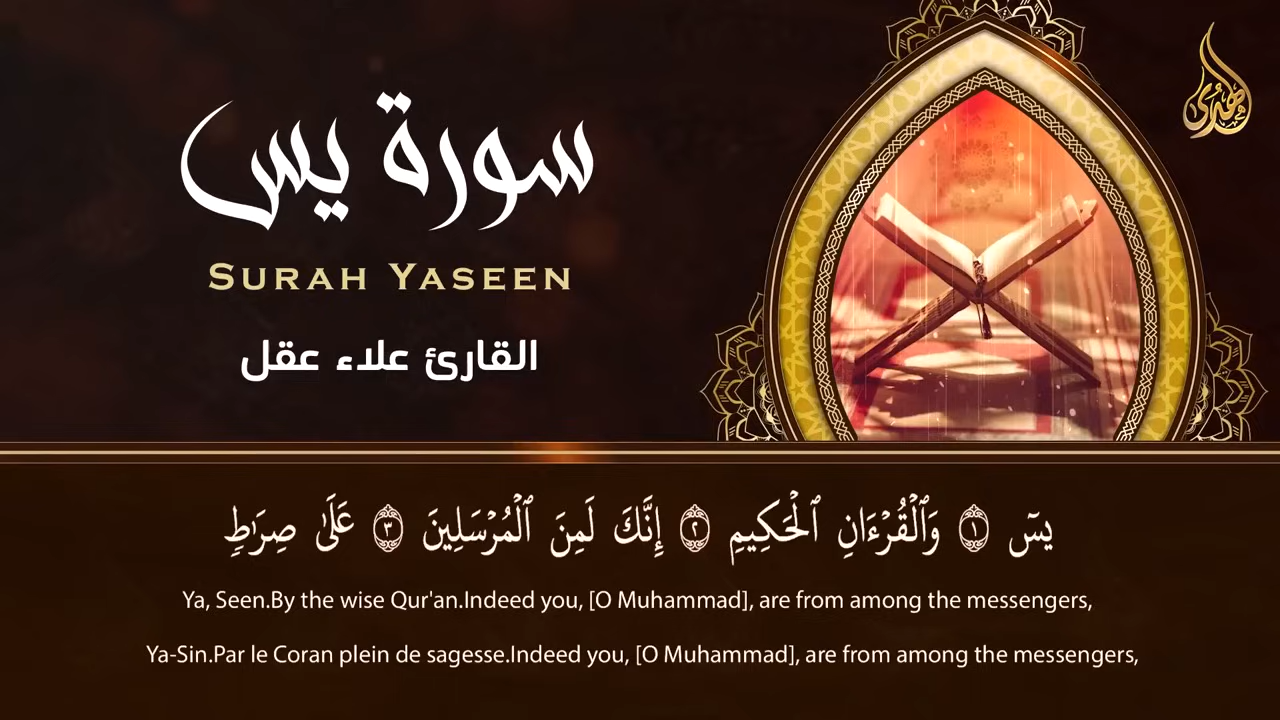 سورة يس
SURAH YASEEN
القارئ علاء عقل
الهدى
يسٓ ١ وَٱلْقُرْءَانِ ٱلْحَكِيمِ ٢ إِنَّكَ لَمِنَ ٱلْمُرْسَلِينَ ٣ عَلَىٰ صِرَٰطٍ
Ya, Seen.By the wise Qur'an.Indeed you, [O Muhammad], are from among the messengers,
Ya-Sin.Par le Coran plein de sagesse.Indeed you, [O Muhammad], are from among the messengers,